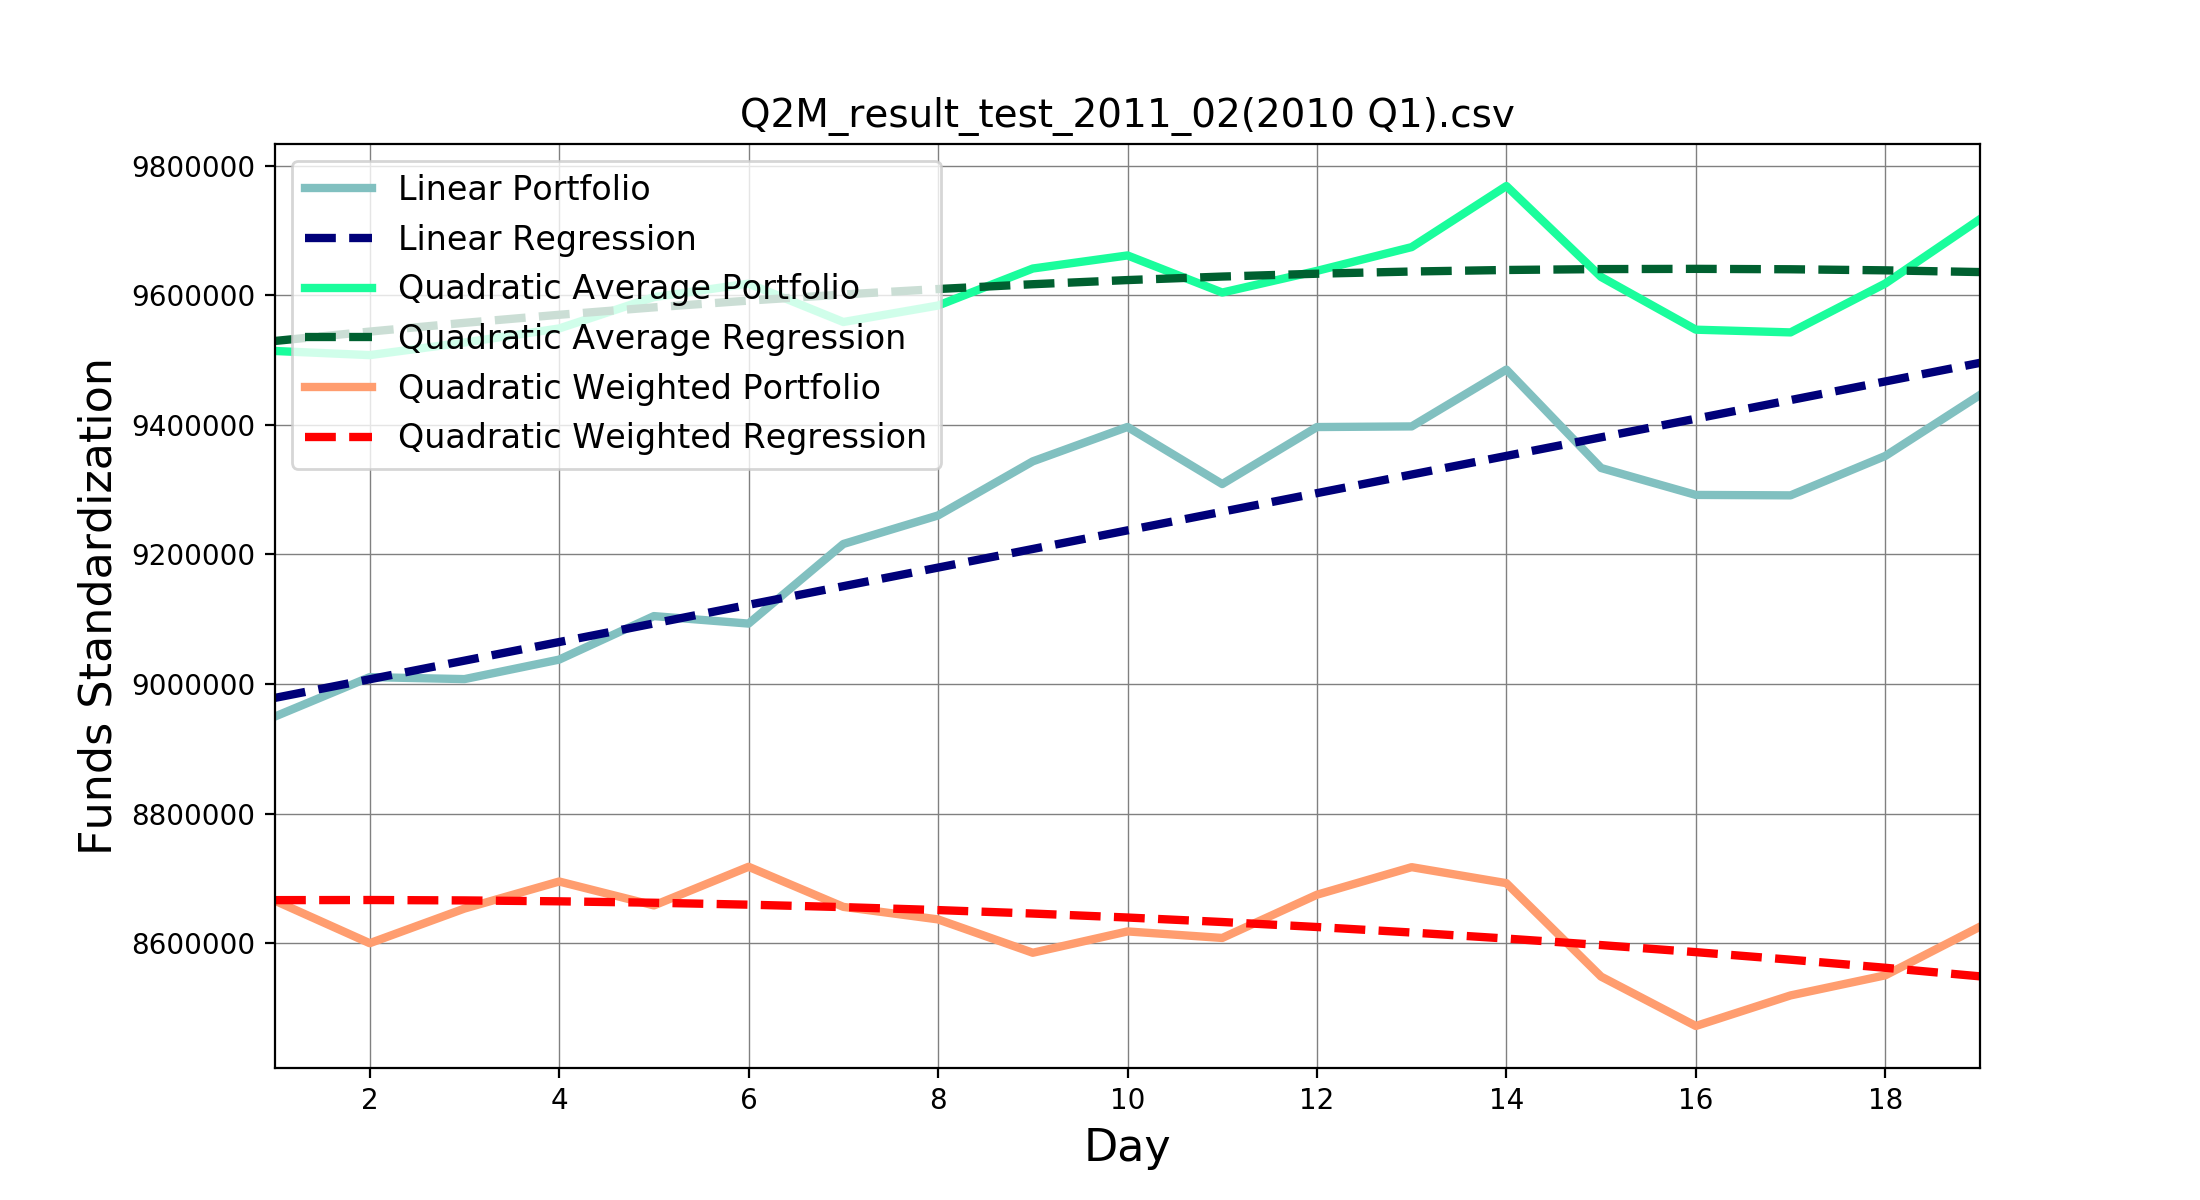 Q2M_result_test_2011_02(2010 Q1).csv
Funds Standardization
9800000
9600000
9400000
9200000
9000000
8800000
8600000
Linear Portfolio
Linear Regression
Quadratic Average Portfolio
Quadratic Average Regression
Quadratic Weighted Portfolio
Quadratic Weighted Regression
2 4 6 8 10 12 14 16 18
Day